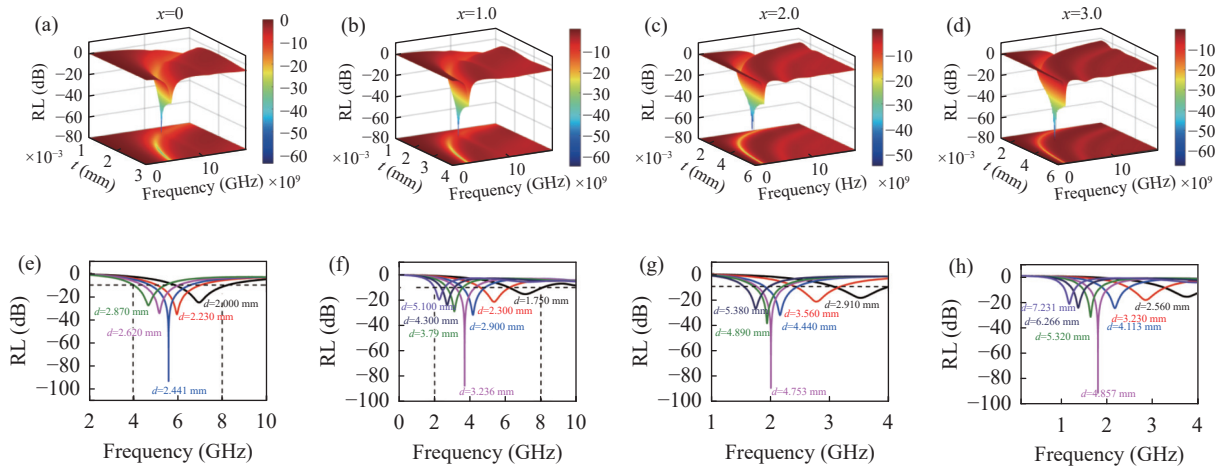 (a) x=0
0
−10
−20
−30
−40
−50
−60
RL (dB)
0
−20
−40
−60
−80
×10⁻³
1
2
3
t (mm)
0
10
Frequency (GHz) ×10⁹
(b) x=1.0
−10
−20
−30
−40
−50
−60
RL (dB)
0
−20
−40
−60
−80
×10⁻³
1
2
3
4
t (mm)
0
10
Frequency (GHz) ×10⁹
(c) x=2.0
−10
−20
−30
−40
−50
RL (dB)
0
−20
−40
−60
−80
×10⁻³
2
4
6
t (mm)
0
10
Frequency (Hz) ×10⁹
(d) x=3.0
−10
−20
−30
−40
−50
−60
RL (dB)
0
−20
−40
−60
−80
×10⁻³
2
4
6
t (mm)
0
10
Frequency (GHz) ×10⁹
(e)
RL (dB)
0
−20
−40
−60
−80
−100
d=2.000 mm
d=2.230 mm
d=2.870 mm
d=2.620 mm
d=2.441 mm
2 4 6 8 10
Frequency (GHz)
(f)
RL (dB)
0
−20
−40
−60
−80
−100
d=1.750 mm
d=5.100 mm
d=2.300 mm
d=4.300 mm
d=3.79 mm
d=2.900 mm
d=3.236 mm
0 2 4 6 8 10
Frequency (GHz)
(g)
RL (dB)
0
−20
−40
−60
−80
−100
d=2.910 mm
d=5.380 mm
d=3.560 mm
d=4.890 mm
d=4.440 mm
d=4.753 mm
1 2 3 4
Frequency (GHz)
(h)
RL (dB)
0
−20
−40
−60
−80
−100
d=7.231 mm
d=2.560 mm
d=6.266 mm
d=3.230 mm
d=5.320 mm
d=4.113 mm
d=4.857 mm
1 2 3 4
Frequency (GHz)